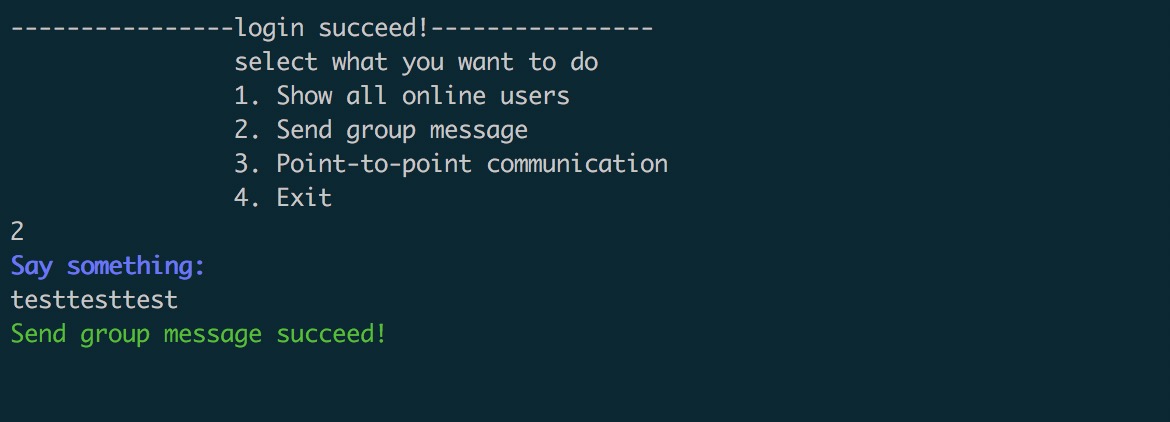 ----------------login succeed!----------------
select what you want to do
1. Show all online users
2. Send group message
3. Point-to-point communication
4. Exit
2
Say something:
testtesttest
Send group message succeed!